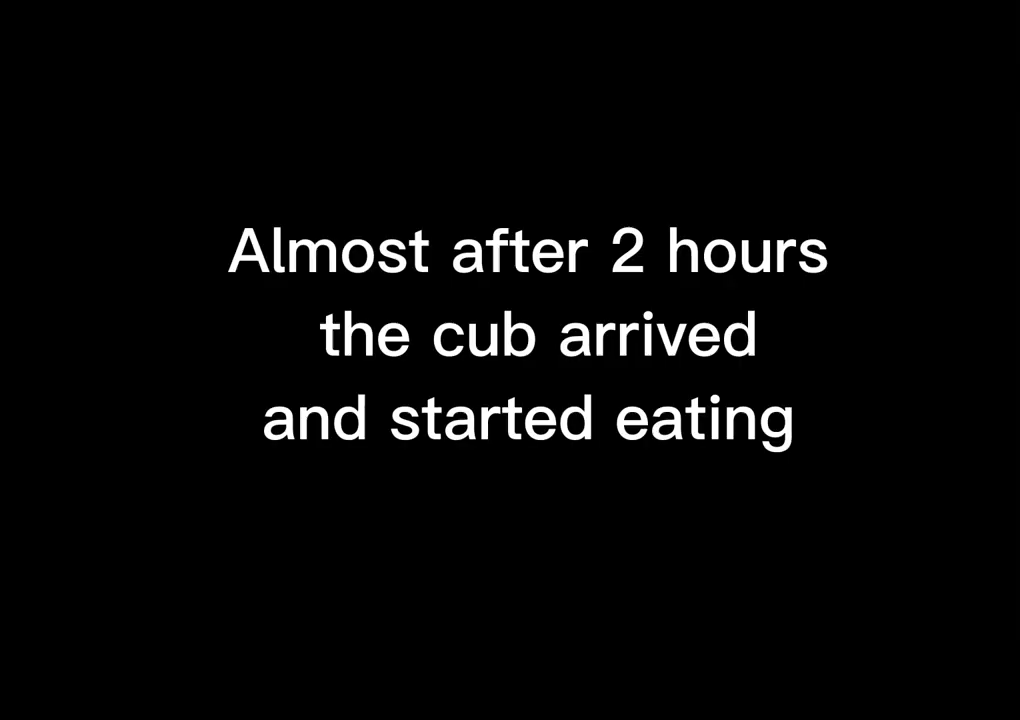 Almost after 2 hours
the cub arrived
and started eating